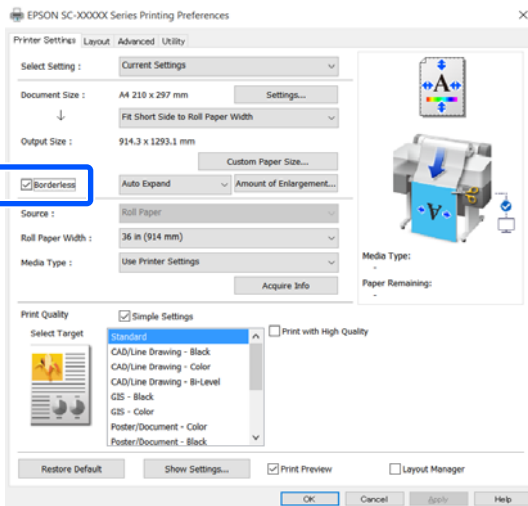 EPSON SC-XXXXX Series Printing Preferences
Printer Settings Layout Advanced Utility
Select Setting : Current Settings
Document Size : A4 210 x 297 mm Settings...
Fit Short Side to Roll Paper Width
Output Size : 914.3 x 1293.1 mm
Custom Paper Size...
Borderless Auto Expand Amount of Enlargement...
Source : Roll Paper
Roll Paper Width : 36 in (914 mm)
Media Type : Use Printer Settings
Acquire Info
A
A
Media Type:
-
Paper Remaining:
-
Print Quality Simple Settings
Select Target Standard Print with High Quality
CAD/Line Drawing - Black
CAD/Line Drawing - Color
CAD/Line Drawing - Bi-Level
GIS - Black
GIS - Color
Poster/Document - Color
Poster/Document - Black
Restore Default Show Settings... Print Preview Layout Manager
OK Cancel Apply Help